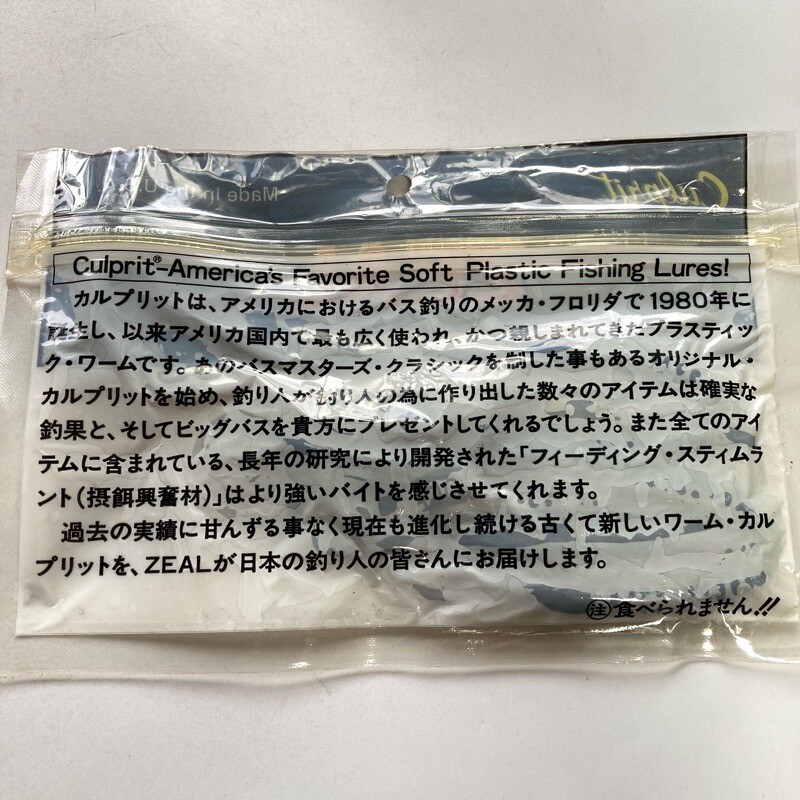 Made in the U.S.A
Culprit
Culprit®-America's Favorite Soft Plastic Fishing Lures!
カルプリットは、アメリカにおけるバス釣りのメッカ・フロリダで1980年に
誕生し、以来アメリカ国内で最も広く使われ、かつ親しまれてきたプラスティッ
ク・ワームです。あのバスマスターズ・クラシックを制した事もあるオリジナル・
カルプリットを始め、釣り人が釣り人の為に作り出した数々のアイテムは確実な
釣果と、そしてビッグバスを貴方にプレゼントしてくれるでしょう。また全てのアイ
テムに含まれている、長年の研究により開発された「フィーディング・スティムラ
ント(摂餌興奮材)」はより強いバイトを感じさせてくれます。
過去の実績に甘んずる事なく現在も進化し続ける古くて新しいワーム・カル
プリットを、ZEALが日本の釣り人の皆さんにお届けします。
㊟食べられません!!